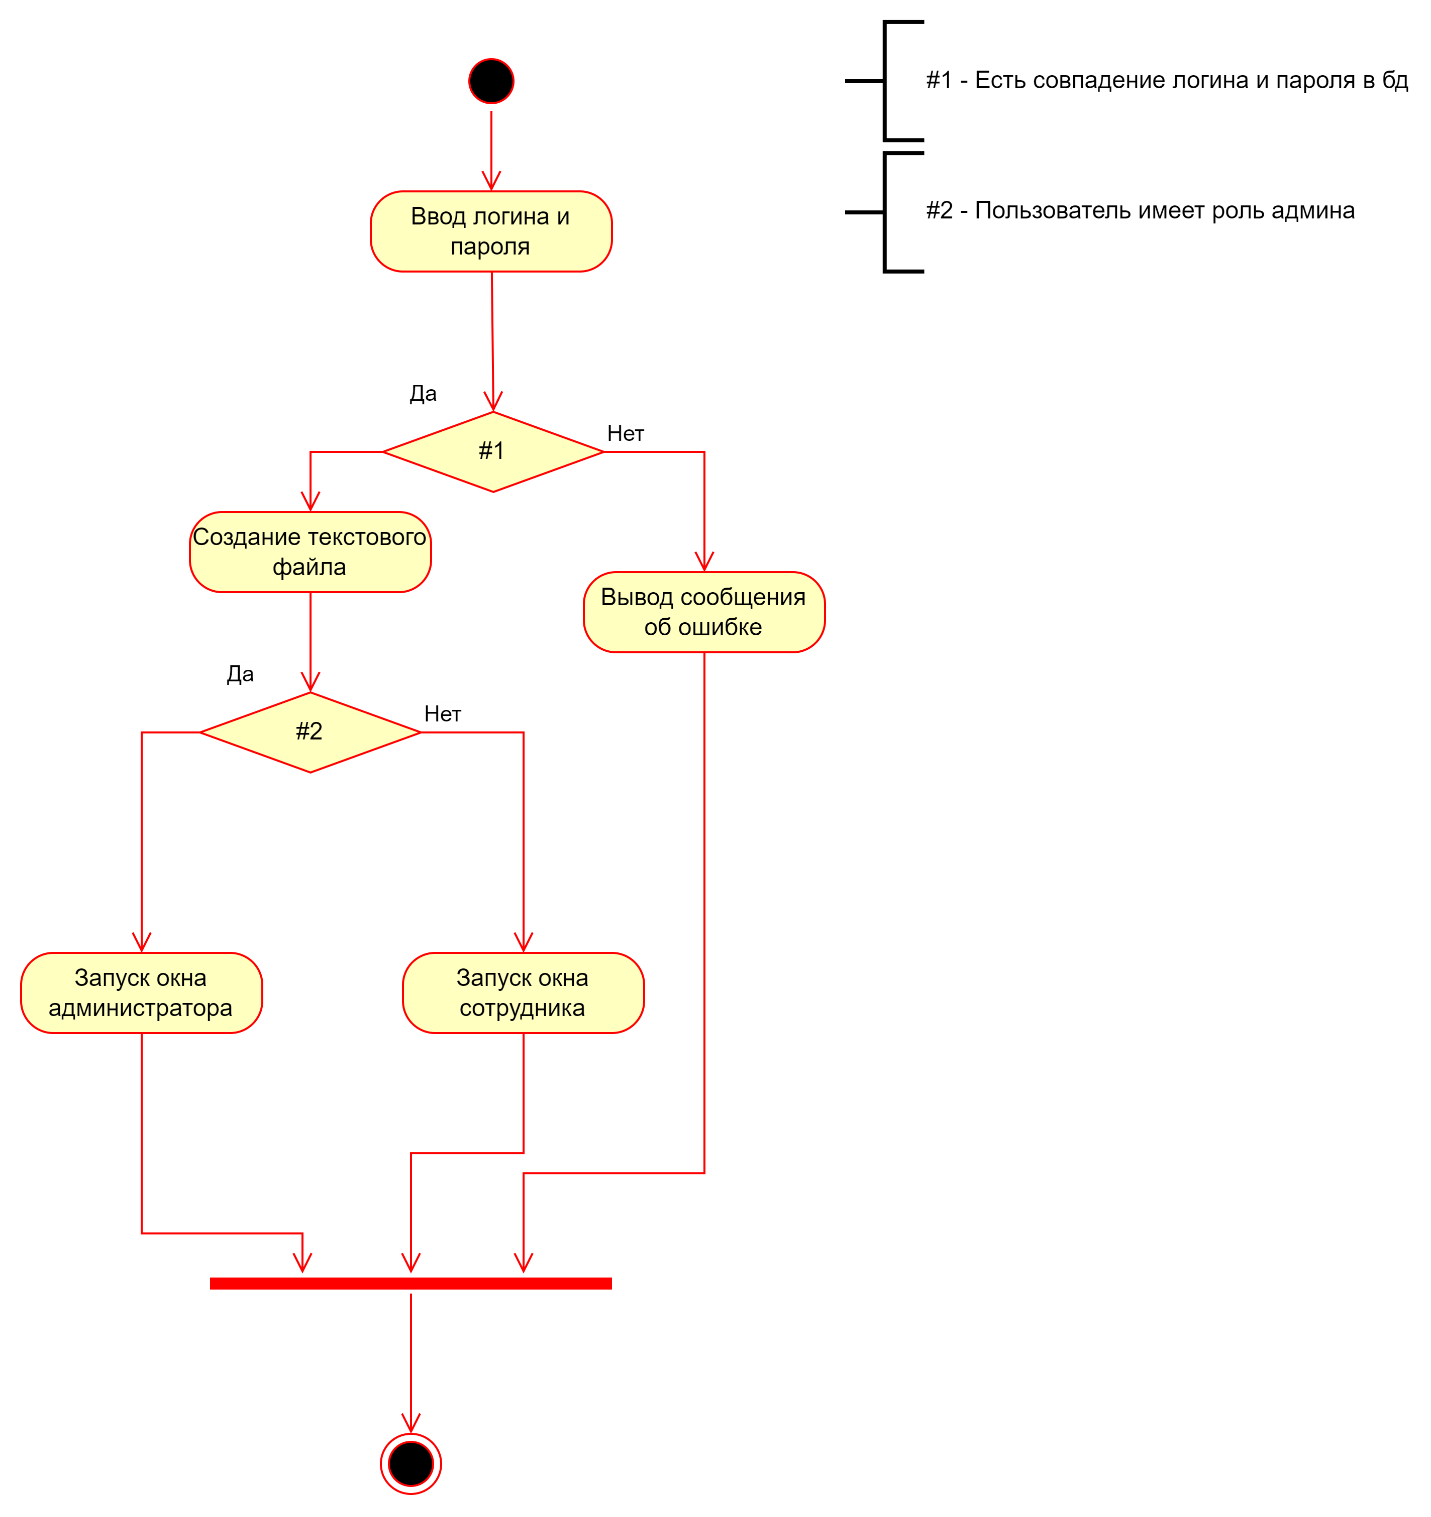 #1 - Есть совпадение логина и пароля в бд
#2 - Пользователь имеет роль админа
Ввод логина и
пароля
Да
#1
Нет
Создание текстового
файла
Вывод сообщения
об ошибке
Да
#2
Нет
Запуск окна
администратора
Запуск окна
сотрудника